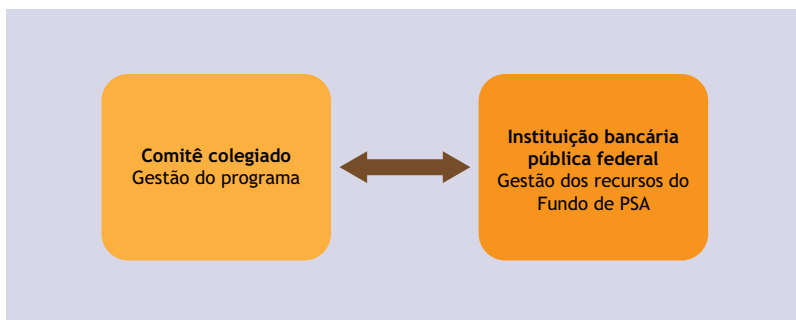 Comitê colegiado
Gestão do programa
Instituição bancária
pública federal
Gestão dos recursos do
Fundo de PSA